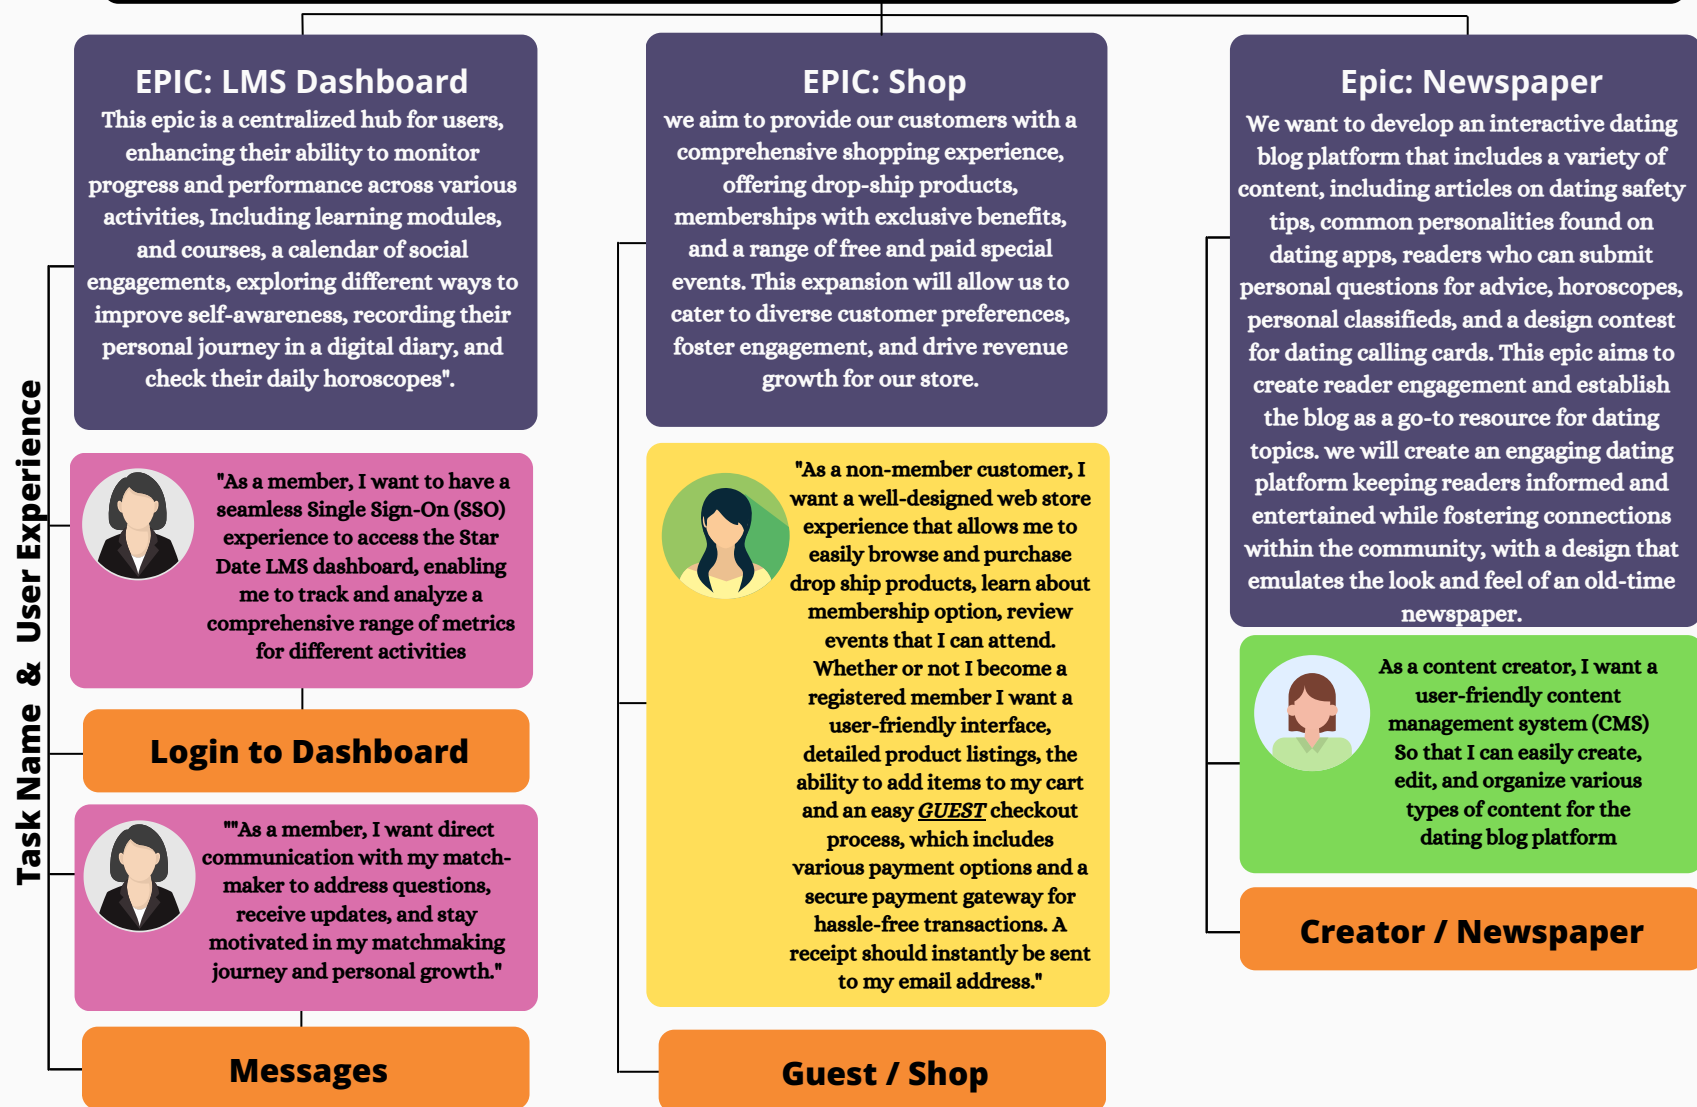 Task Name & User Experience
EPIC: LMS Dashboard
This epic is a centralized hub for users,
enhancing their ability to monitor
progress and performance across various
activities, Including learning modules,
and courses, a calendar of social
engagements, exploring different ways to
improve self-awareness, recording their
personal journey in a digital diary, and
check their daily horoscopes".
"As a member, I want to have a
seamless Single Sign-On (SSO)
experience to access the Star
Date LMS dashboard, enabling
me to track and analyze a
comprehensive range of metrics
for different activities
Login to Dashboard
""As a member, I want direct
communication with my match-
maker to address questions,
receive updates, and stay
motivated in my matchmaking
journey and personal growth."
Messages
EPIC: Shop
we aim to provide our customers with a
comprehensive shopping experience,
offering drop-ship products,
memberships with exclusive benefits,
and a range of free and paid special
events. This expansion will allow us to
cater to diverse customer preferences,
foster engagement, and drive revenue
growth for our store.
"As a non-member customer, I
want a well-designed web store
experience that allows me to
easily browse and purchase
drop ship products, learn about
membership option, review
events that I can attend.
Whether or not I become a
registered member I want a
user-friendly interface,
detailed product listings, the
ability to add items to my cart
and an easy GUEST checkout
process, which includes
various payment options and a
secure payment gateway for
hassle-free transactions. A
receipt should instantly be sent
to my email address."
Guest / Shop
Epic: Newspaper
We want to develop an interactive dating
blog platform that includes a variety of
content, including articles on dating safety
tips, common personalities found on
dating apps, readers who can submit
personal questions for advice, horoscopes,
personal classifieds, and a design contest
for dating calling cards. This epic aims to
create reader engagement and establish
the blog as a go-to resource for dating
topics. we will create an engaging dating
platform keeping readers informed and
entertained while fostering connections
within the community, with a design that
emulates the look and feel of an old-time
newspaper.
As a content creator, I want a
user-friendly content
management system (CMS)
So that I can easily create,
edit, and organize various
types of content for the
dating blog platform
Creator / Newspaper